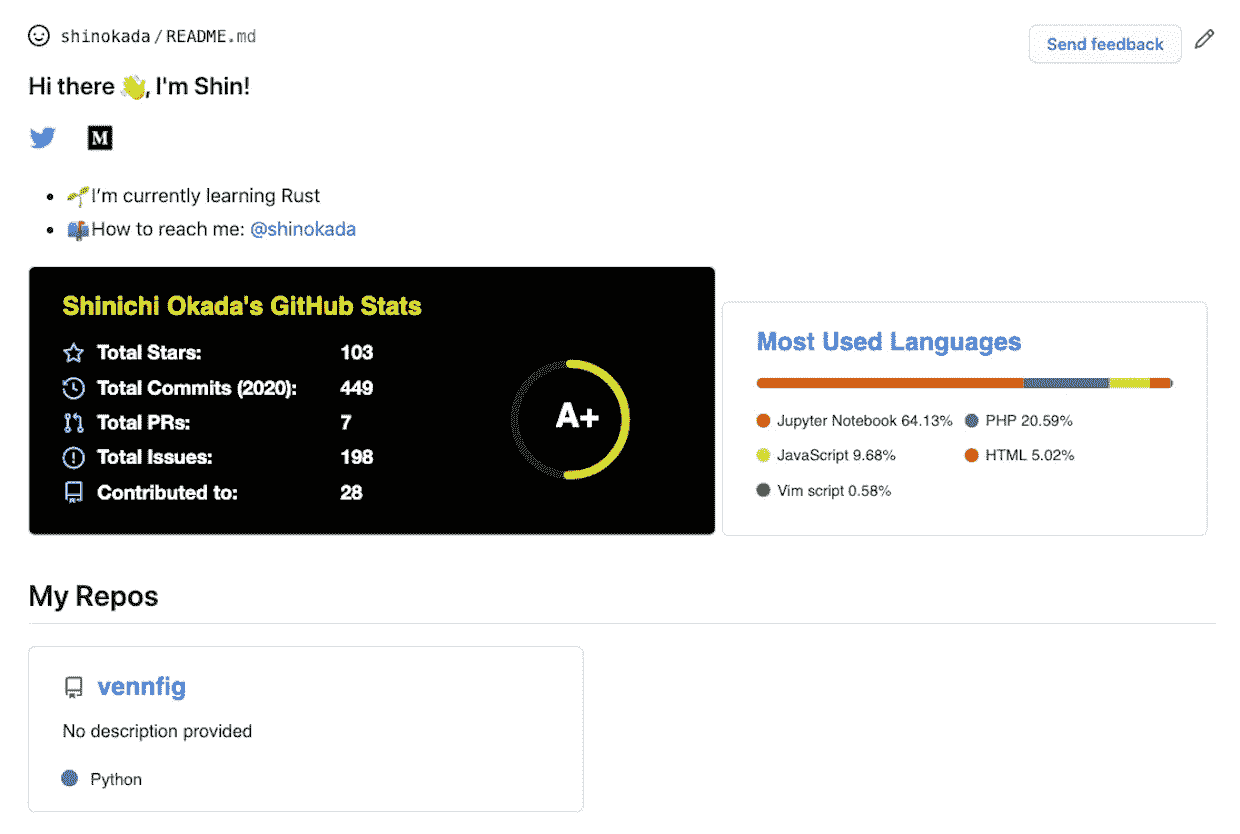 shinokada/README.md
Send feedback
Hi there 👋, I'm Shin!
M
🌱I'm currently learning Rust
📫How to reach me: @shinokada
Shinichi Okada's GitHub Stats
Total Stars: 103
Total Commits (2020): 449
Total PRs: 7
Total Issues: 198
Contributed to: 28
A+
Most Used Languages
Jupyter Notebook 64.13% PHP 20.59%
JavaScript 9.68% HTML 5.02%
Vim script 0.58%
My Repos
vennfig
No description provided
Python